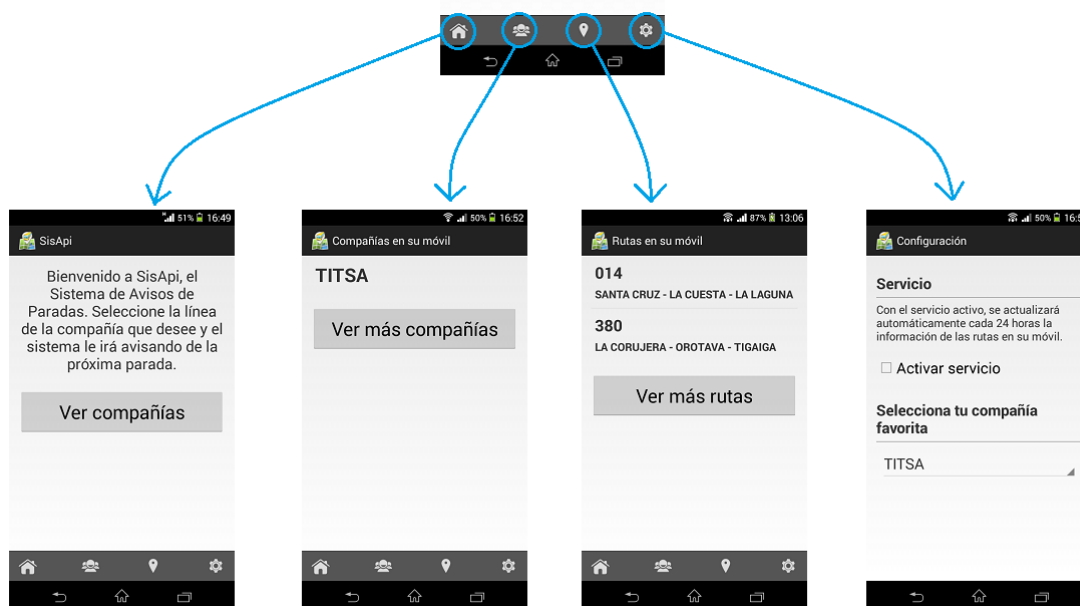 51% 16:49
SisApi
Bienvenido a SisApi, el
Sistema de Avisos de
Paradas. Seleccione la línea
de la compañía que desee y el
sistema le irá avisando de la
próxima parada.
Ver compañías
50% 16:52
Compañías en su móvil
TITSA
Ver más compañías
87% 13:06
Rutas en su móvil
014
SANTA CRUZ - LA CUESTA - LA LAGUNA
380
LA CORUJERA - OROTAVA - TIGAIGA
Ver más rutas
50%
Configuración
Servicio
Con el servicio activo, se actualizará
automáticamente cada 24 horas la
información de las rutas en su móvil.
Activar servicio
Selecciona tu compañía
favorita
TITSA